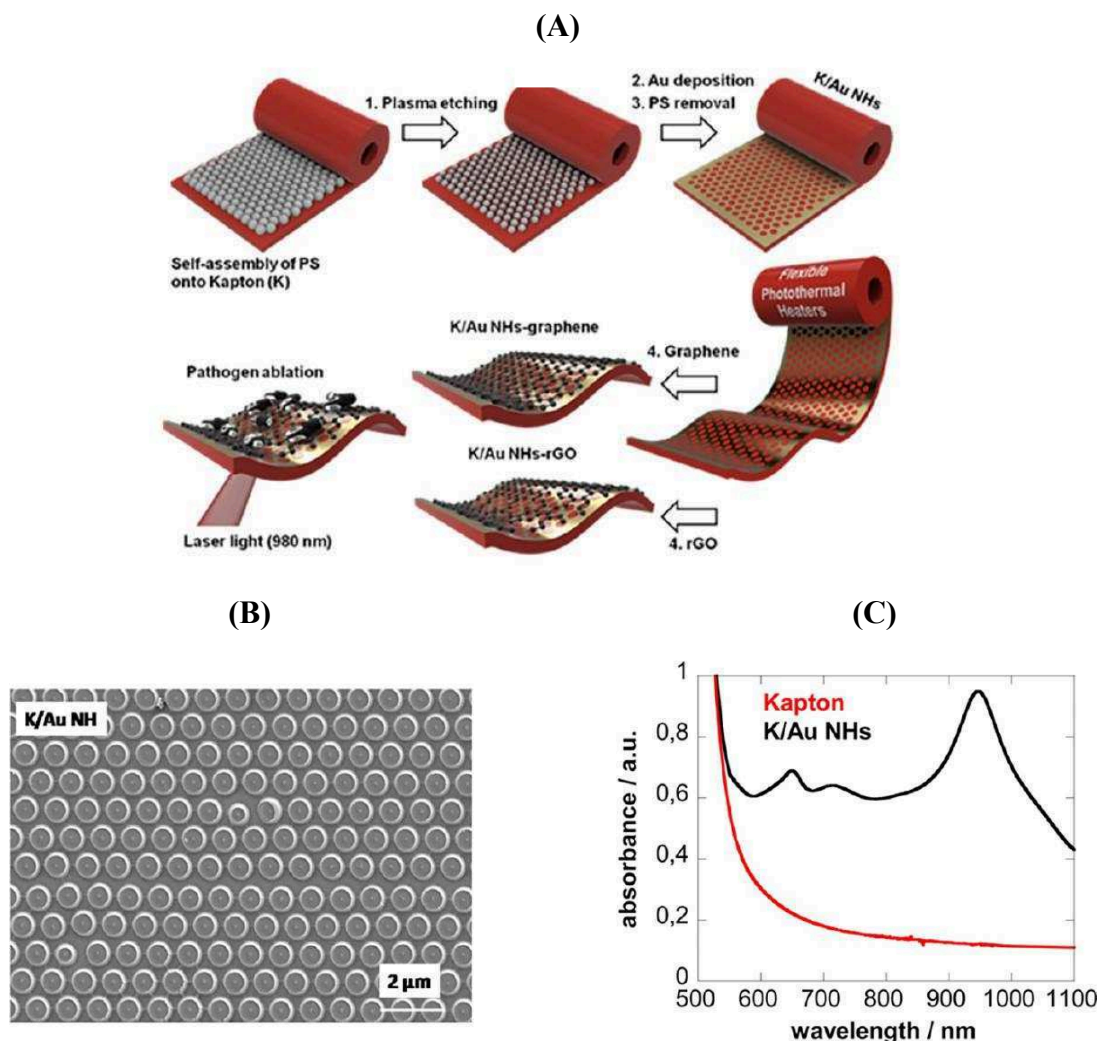 (A)
1. Plasma etching
2. Au deposition
3. PS removal
K/Au NHs
Self-assembly of PS
onto Kapton (K)
Flexible
Photothermal
Heaters
K/Au NHs-graphene
4. Graphene
Pathogen ablation
K/Au NHs-rGO
Laser light (980 nm)
4. rGO
(B)
(C)
K/Au NH
2 µm
1
0,8
0,6
0,4
0,2
0
absorbance / a.u.
Kapton
K/Au NHs
500 600 700 800 900 1000 1100
wavelength / nm